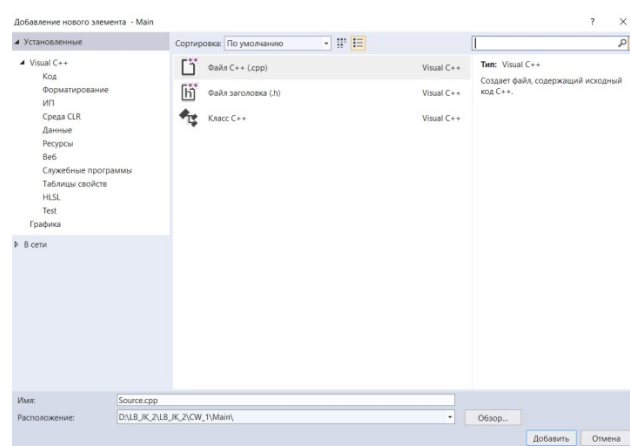 Добавление нового элемента - Main
? ×
Установленные
Сортировка: По умолчанию
Visual C++
Код
Форматирование
ИП
Среда CLR
Данные
Ресурсы
Веб
Служебные программы
Таблицы свойств
HLSL
Test
Графика
В сети
Файл C++ (.cpp) Visual C++
Файл заголовка (.h) Visual C++
Класс C++ Visual C++
Тип: Visual C++
Создает файл, содержащий исходный
код C++.
Имя: Source.cpp
Расположение: D:\LB_JK_2\LB_JK_2\CW_1\Main\
Обзор...
Добавить Отмена